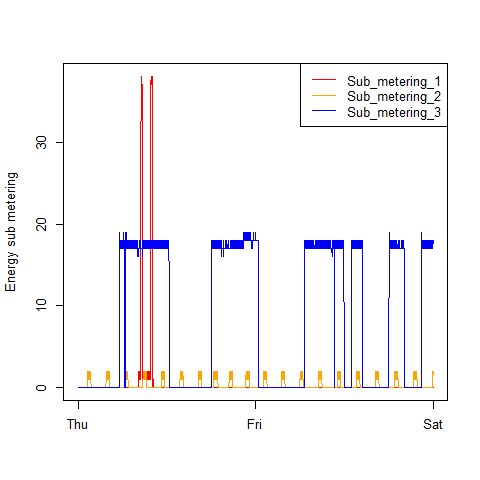 Sub_metering_1
Sub_metering_2
Sub_metering_3
Energy sub metering
30
20
10
0
Thu
Fri
Sat